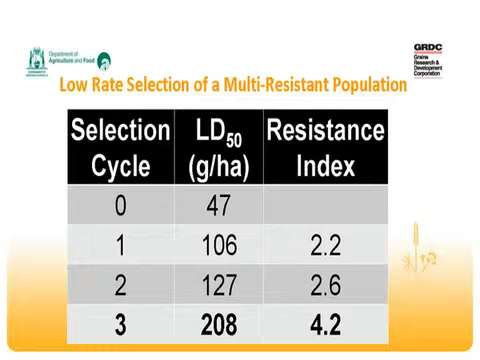 Department of
Agriculture and Food
GRDC
Grains
Research &
Development
Corporation
Low Rate Selection of a Multi-Resistant Population
Selection Cycle LD50 (g/ha) Resistance Index
0 47
1 106 2.2
2 127 2.6
3 208 4.2